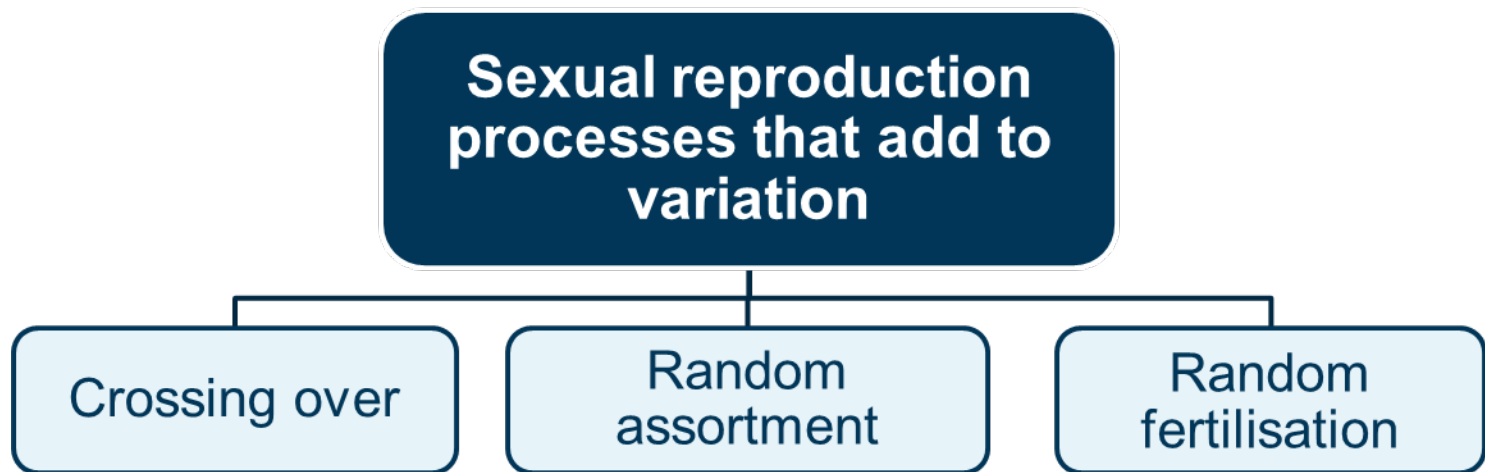 Sexual reproduction
processes that add to
variation
Crossing over
Random
assortment
Random
fertilisation